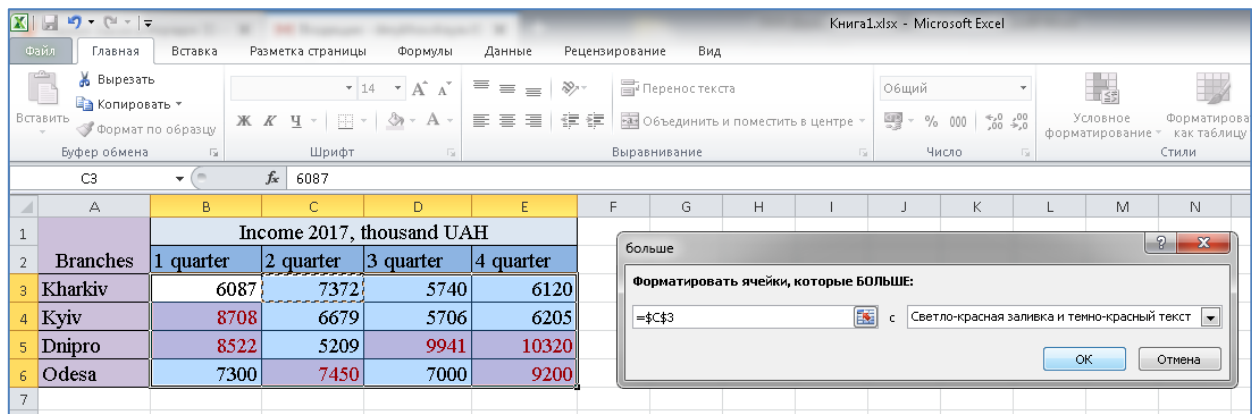 Книга1.xlsx - Microsoft Excel
Файл Главная Вставка Разметка страницы Формулы Данные Рецензирование Вид
Вставить
Вырезать
Копировать
Формат по образцу
Буфер обмена
14 А А
Ж К Ч
Шрифт
Перенос текста
Объединить и поместить в центре
Выравнивание
Общий
% 000 ,00 ,00
Число
Условное форматирование
Форматирова
как таблицу
Стили
C3 fx 6087
A B C D E F G H I J K L M N
1 Income 2017, thousand UAH
2 Branches 1 quarter 2 quarter 3 quarter 4 quarter
3 Kharkiv 6087 7372 5740 6120
4 Kyiv 8708 6679 5706 6205
5 Dnipro 8522 5209 9941 10320
6 Odesa 7300 7450 7000 9200
7
больше
Форматировать ячейки, которые БОЛЬШЕ:
=$C$3 с Светло-красная заливка и темно-красный текст
ОК Отмена